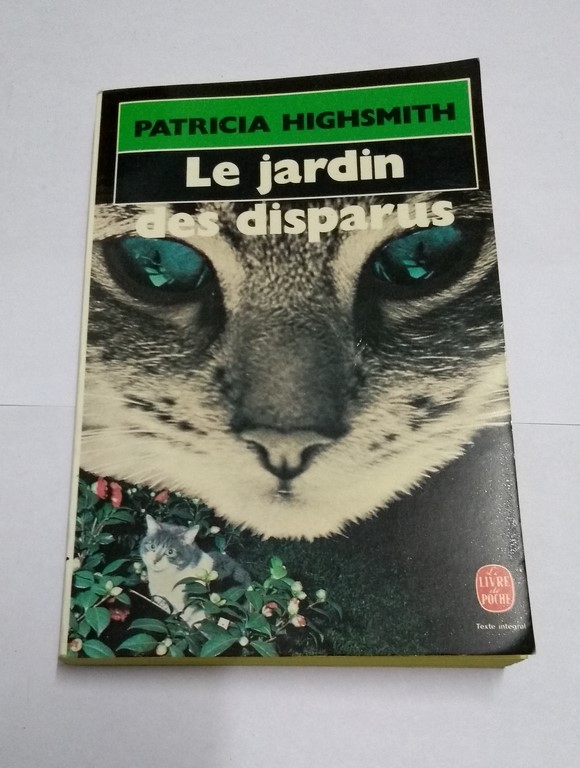 PATRICIA HIGHSMITH
Le jardin
des disparus
Le
LIVRE
de
POCHE
Texte intégral